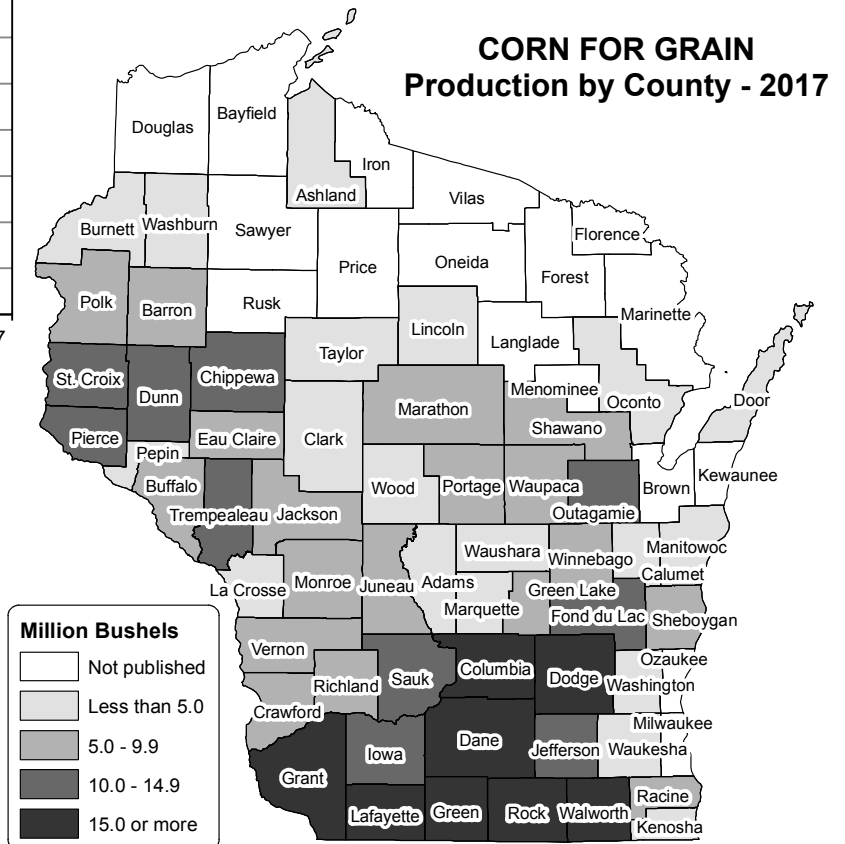 CORN FOR GRAIN
Production by County - 2017
Douglas
Bayfield
Iron
Ashland
Vilas
Burnett
Washburn
Sawyer
Florence
Price
Oneida
Forest
Polk
Barron
Rusk
Marinette
Lincoln
Taylor
Langlade
St. Croix
Dunn
Chippewa
Menominee
Oconto
Door
Marathon
Shawano
Pierce
Eau Claire
Clark
Pepin
Buffalo
Wood
Portage
Waupaca
Brown
Kewaunee
Trempealeau
Jackson
Outagamie
Waushara
Winnebago
Manitowoc
La Crosse
Monroe
Juneau
Adams
Calumet
Green Lake
Marquette
Fond du Lac
Sheboygan
Vernon
Richland
Sauk
Columbia
Dodge
Ozaukee
Washington
Crawford
Milwaukee
Iowa
Dane
Jefferson
Waukesha
Grant
Lafayette
Green
Rock
Walworth
Racine
Kenosha
Million Bushels
Not published
Less than 5.0
5.0 - 9.9
10.0 - 14.9
15.0 or more